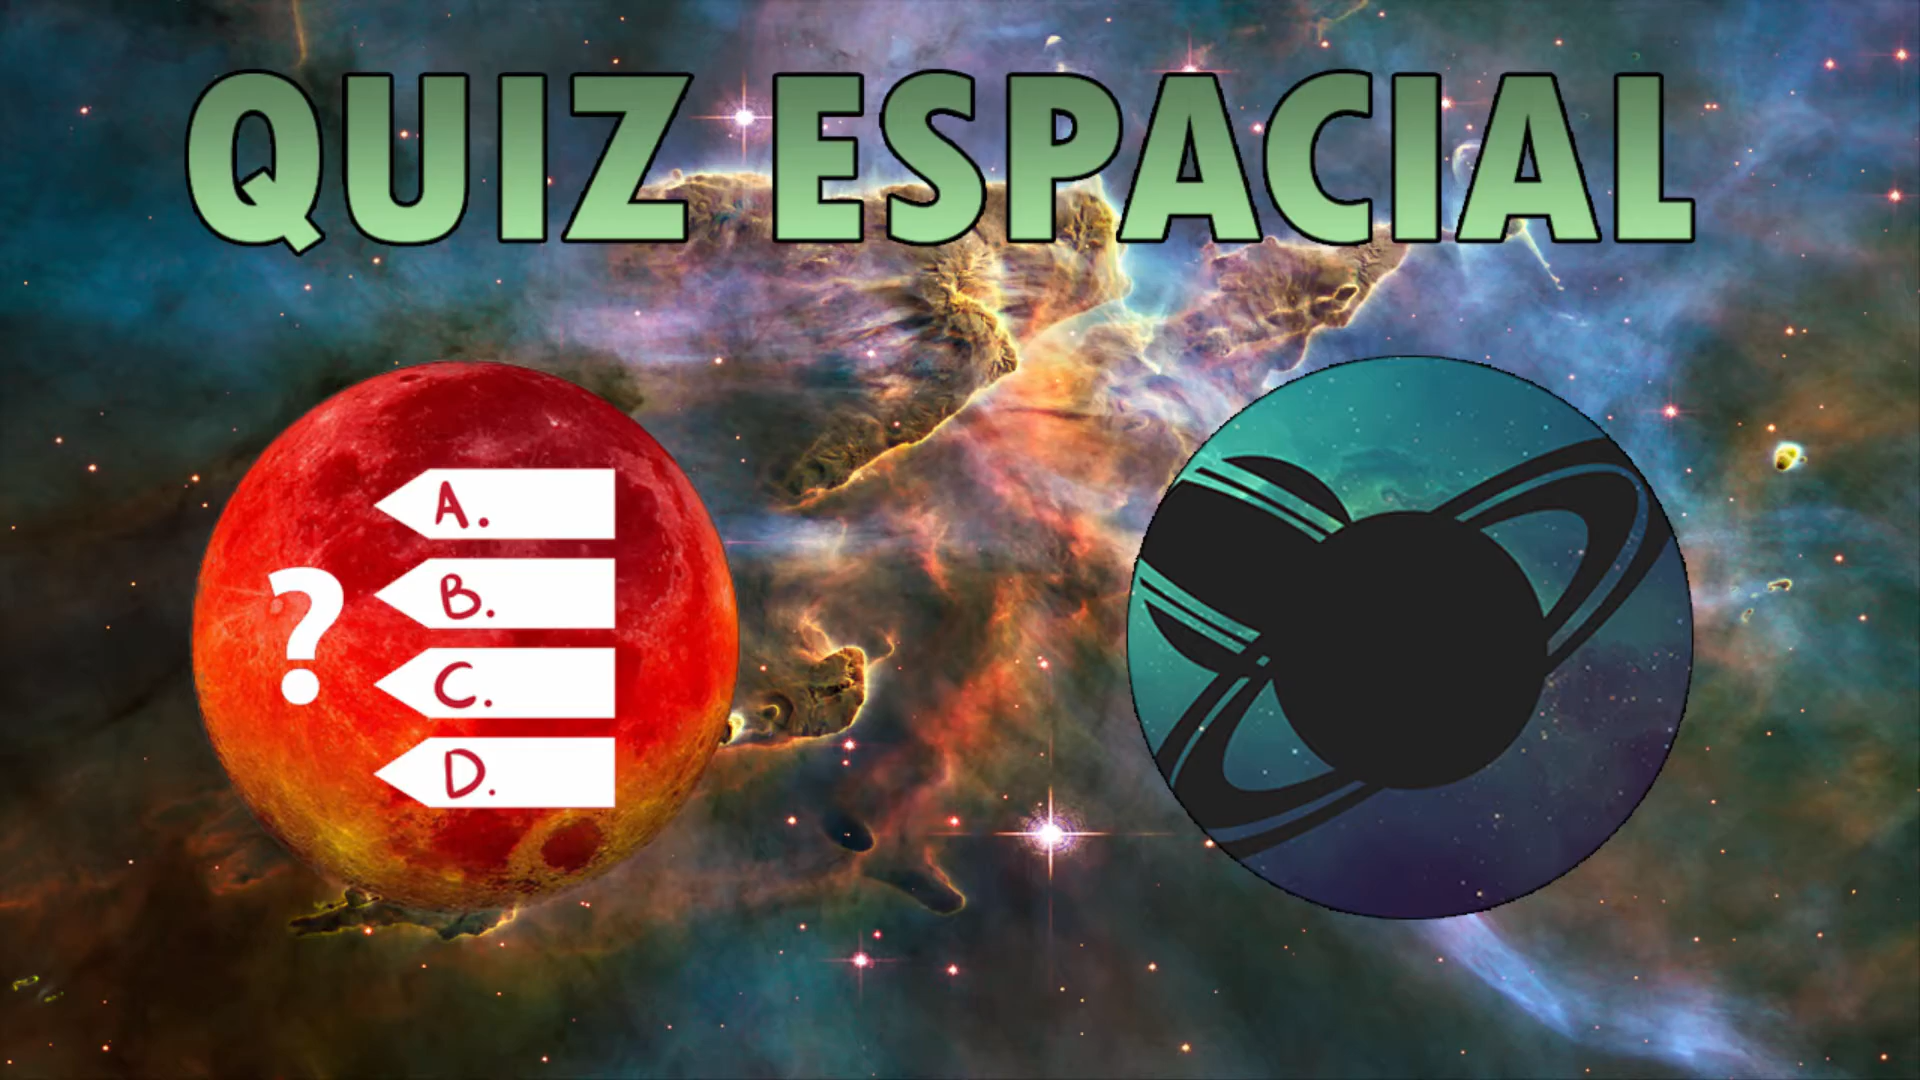 QUIZ ESPACIAL
A.
?
B.
C.
D.